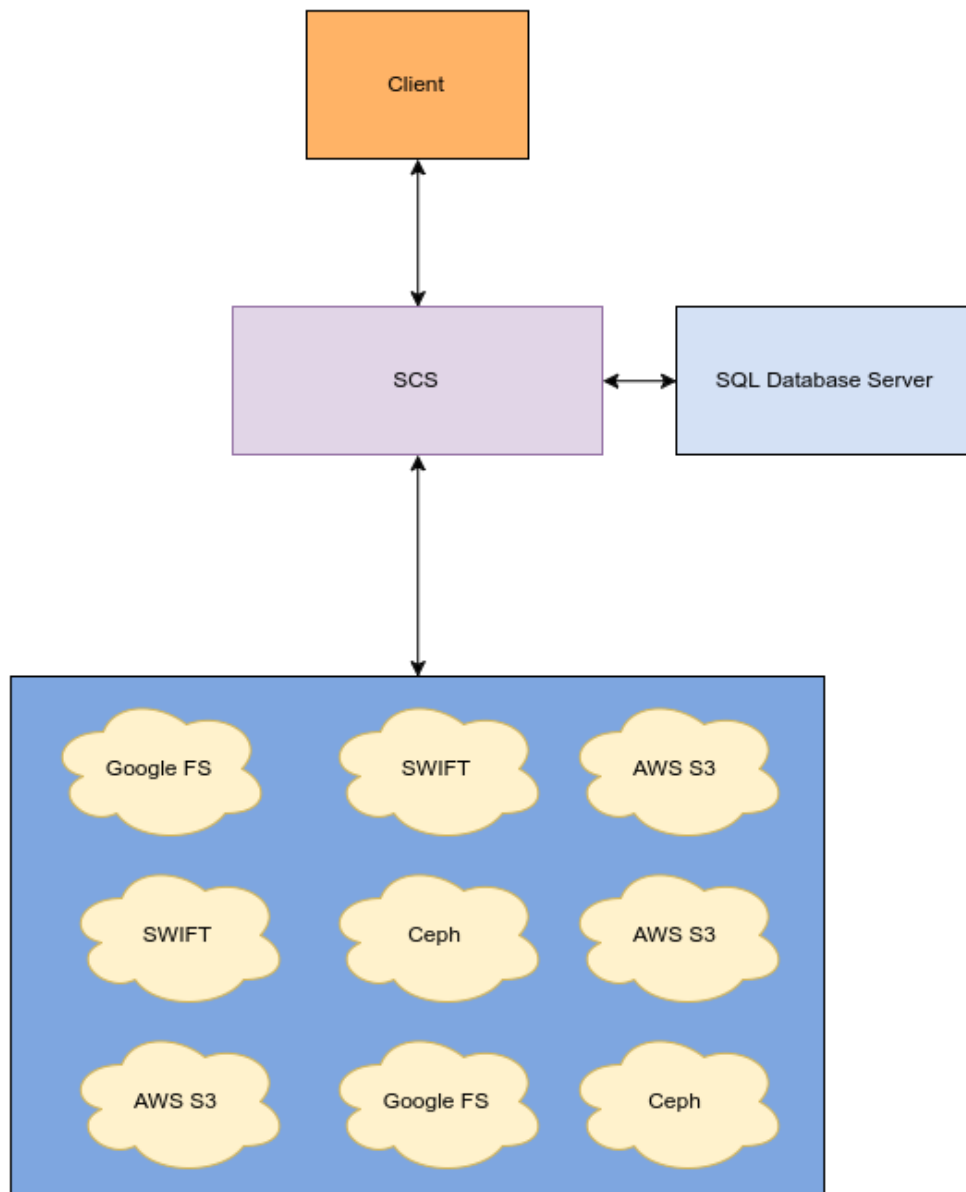 Client
SCS
SQL Database Server
Google FS
SWIFT
AWS S3
SWIFT
Ceph
AWS S3
AWS S3
Google FS
Ceph